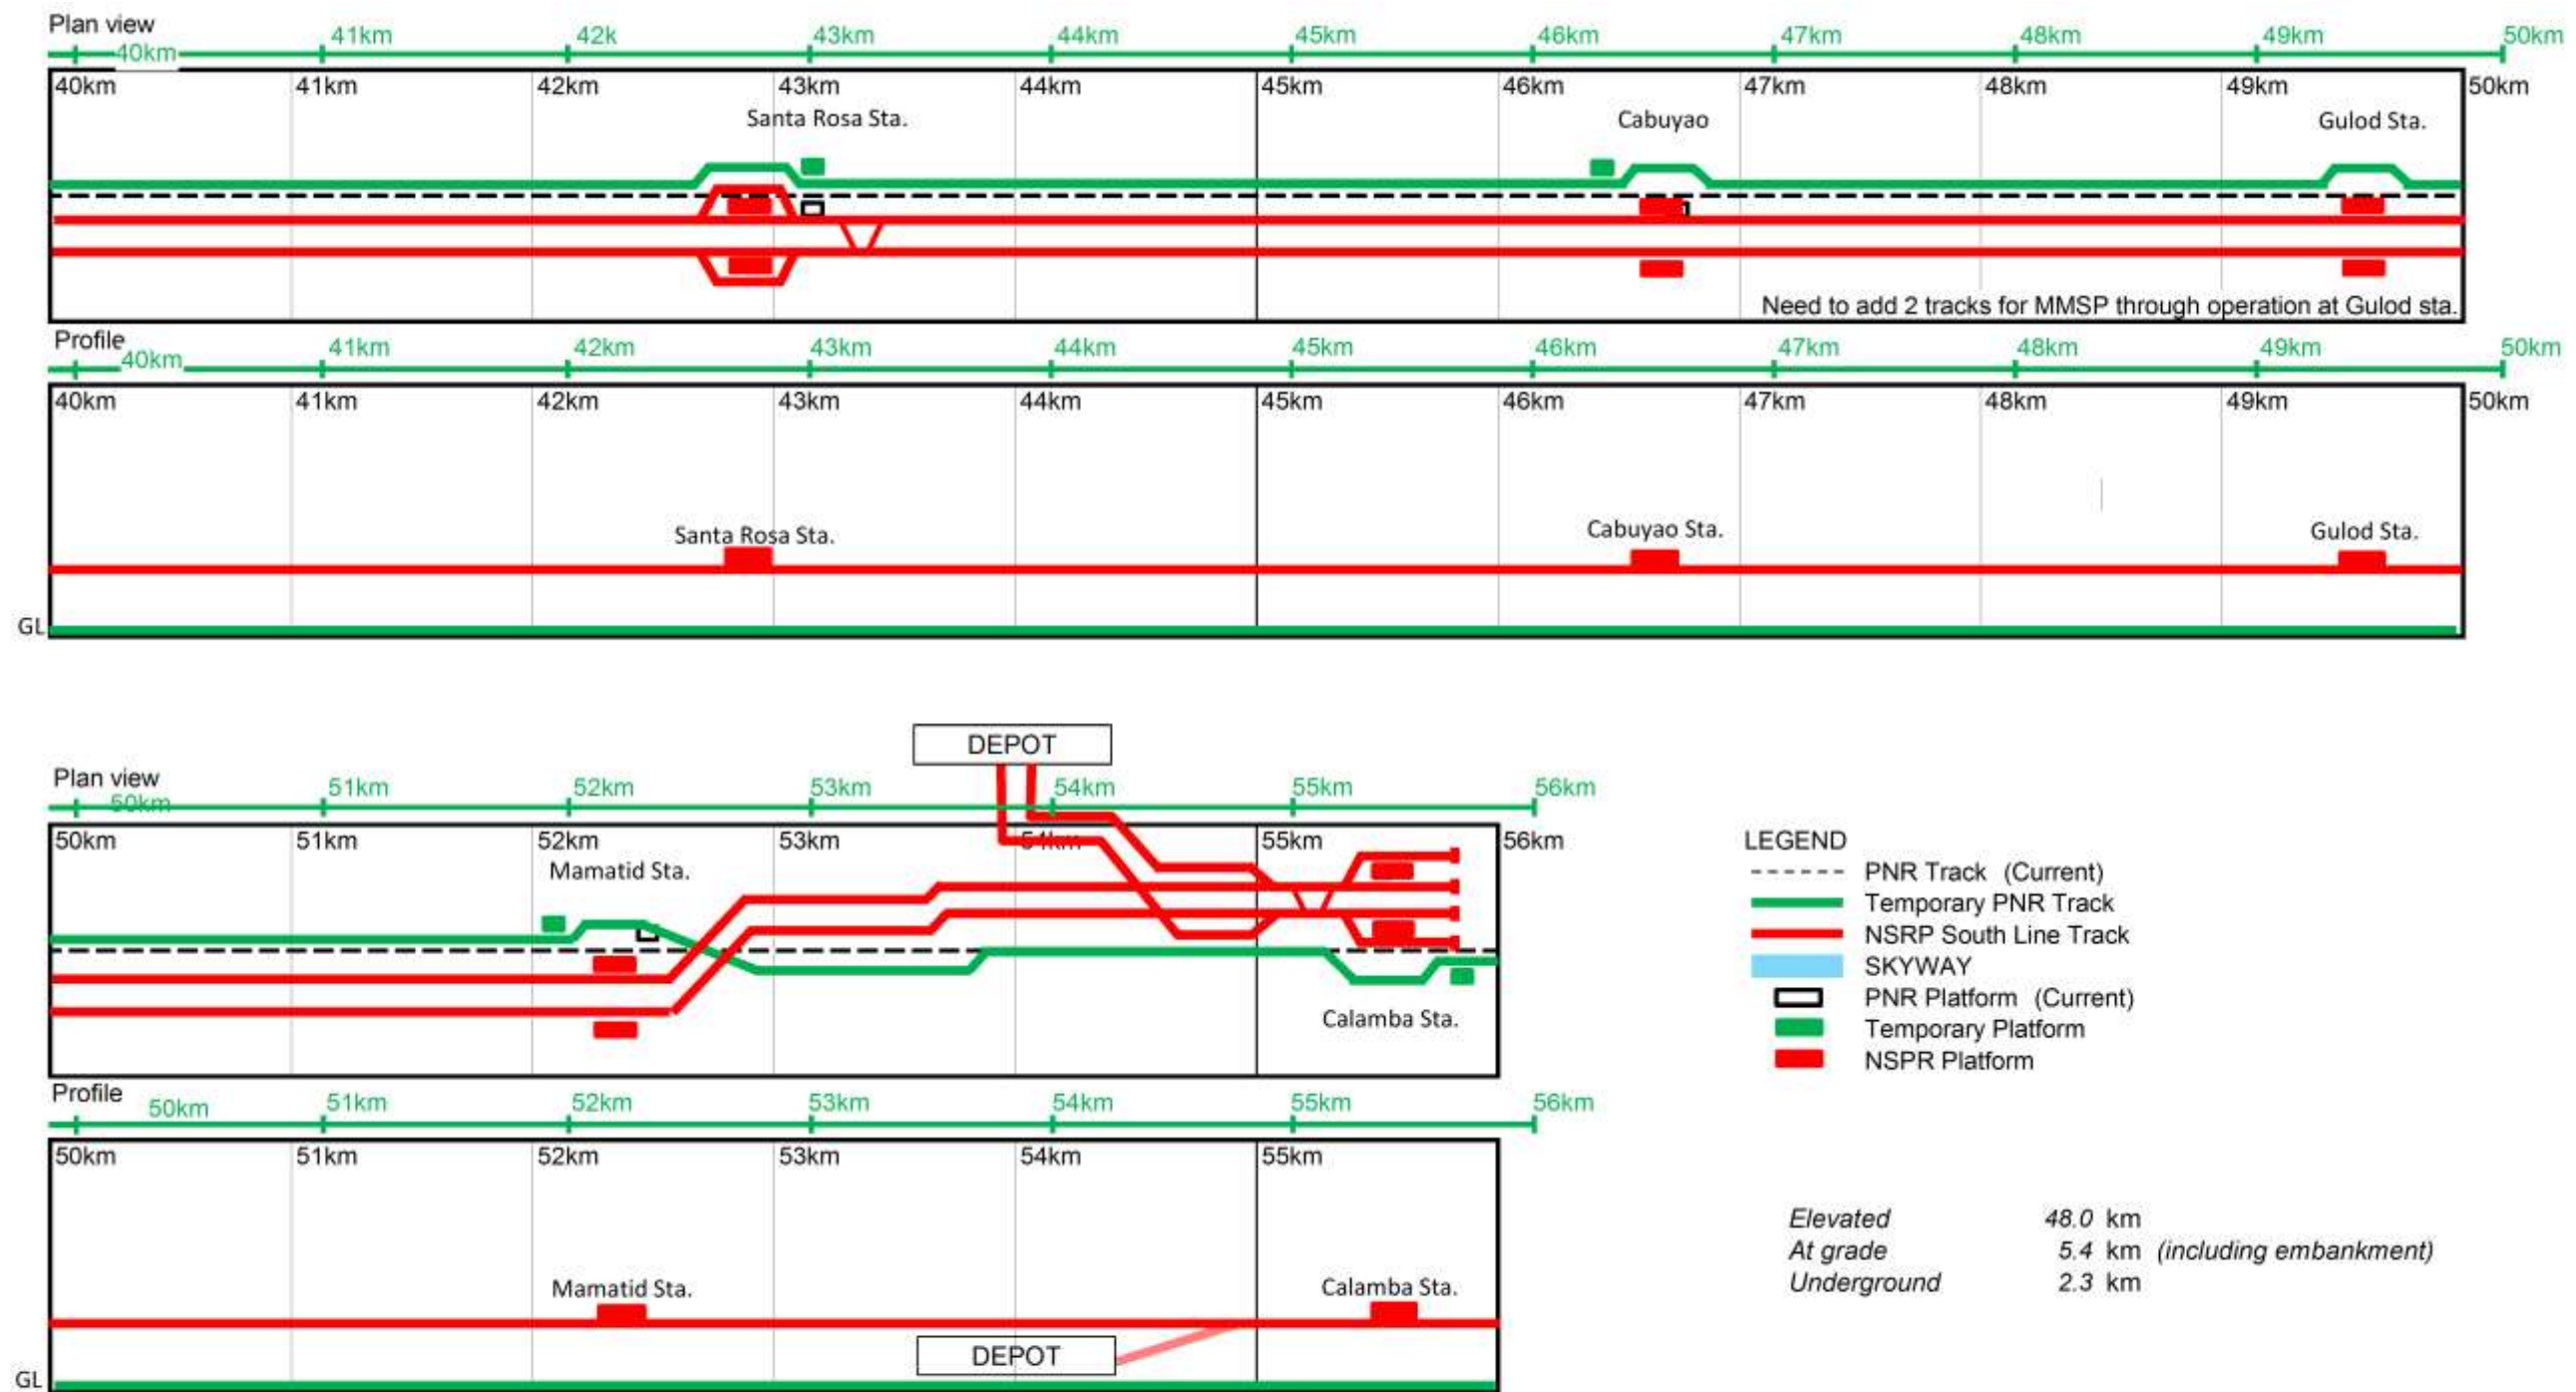 Plan view
40km 41km 42k 43km 44km 45km 46km 47km 48km 49km 50km
40km 41km 42km 43km 44km 45km 46km 47km 48km 49km 50km
Santa Rosa Sta. Cabuyao Gulod Sta.
Need to add 2 tracks for MMSP through operation at Gulod sta.
Profile
40km 41km 42km 43km 44km 45km 46km 47km 48km 49km 50km
40km 41km 42km 43km 44km 45km 46km 47km 48km 49km 50km
Santa Rosa Sta. Cabuyao Sta. Gulod Sta.
GL
DEPOT
Plan view
50km 51km 52km 53km 54km 55km 56km
50km 51km 52km 53km 54km 55km 56km
Mamatid Sta.
Calamba Sta.
Profile
50km 51km 52km 53km 54km 55km 56km
50km 51km 52km 53km 54km 55km
Mamatid Sta. Calamba Sta.
DEPOT
GL
LEGEND
PNR Track (Current)
Temporary PNR Track
NSRP South Line Track
SKYWAY
PNR Platform (Current)
Temporary Platform
NSPR Platform
Elevated 48.0 km
At grade 5.4 km (including embankment)
Underground 2.3 km